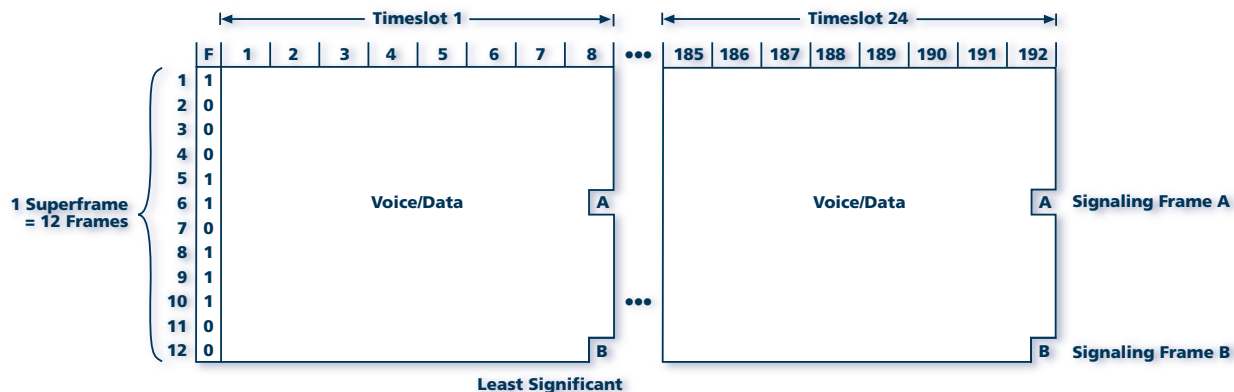 Timeslot 1 Timeslot 24
F 1 2 3 4 5 6 7 8 ••• 185 186 187 188 189 190 191 192
1 1
2 0
3 0
4 0
5 1
1 Superframe
= 12 Frames
6 1 Voice/Data A Voice/Data A Signaling Frame A
7 0
8 1
9 1
10 1 •••
11 0
12 0 B B Signaling Frame B
Least Significant